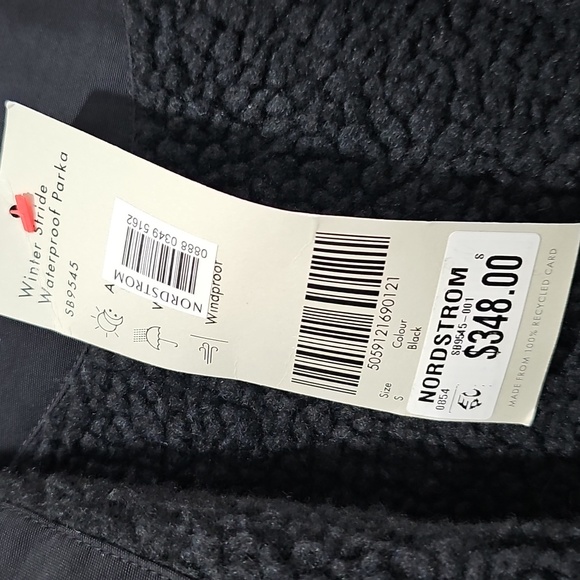 Winter Stride
Waterproof Parka
SB9545
Windproof
NORDSTROM
0888 0349 5162
5059121690121
Size
Colour
S
Black
NORDSTROM
0854
SB9545-001
S
$348.00
MADE FROM 100% RECYCLED CARD